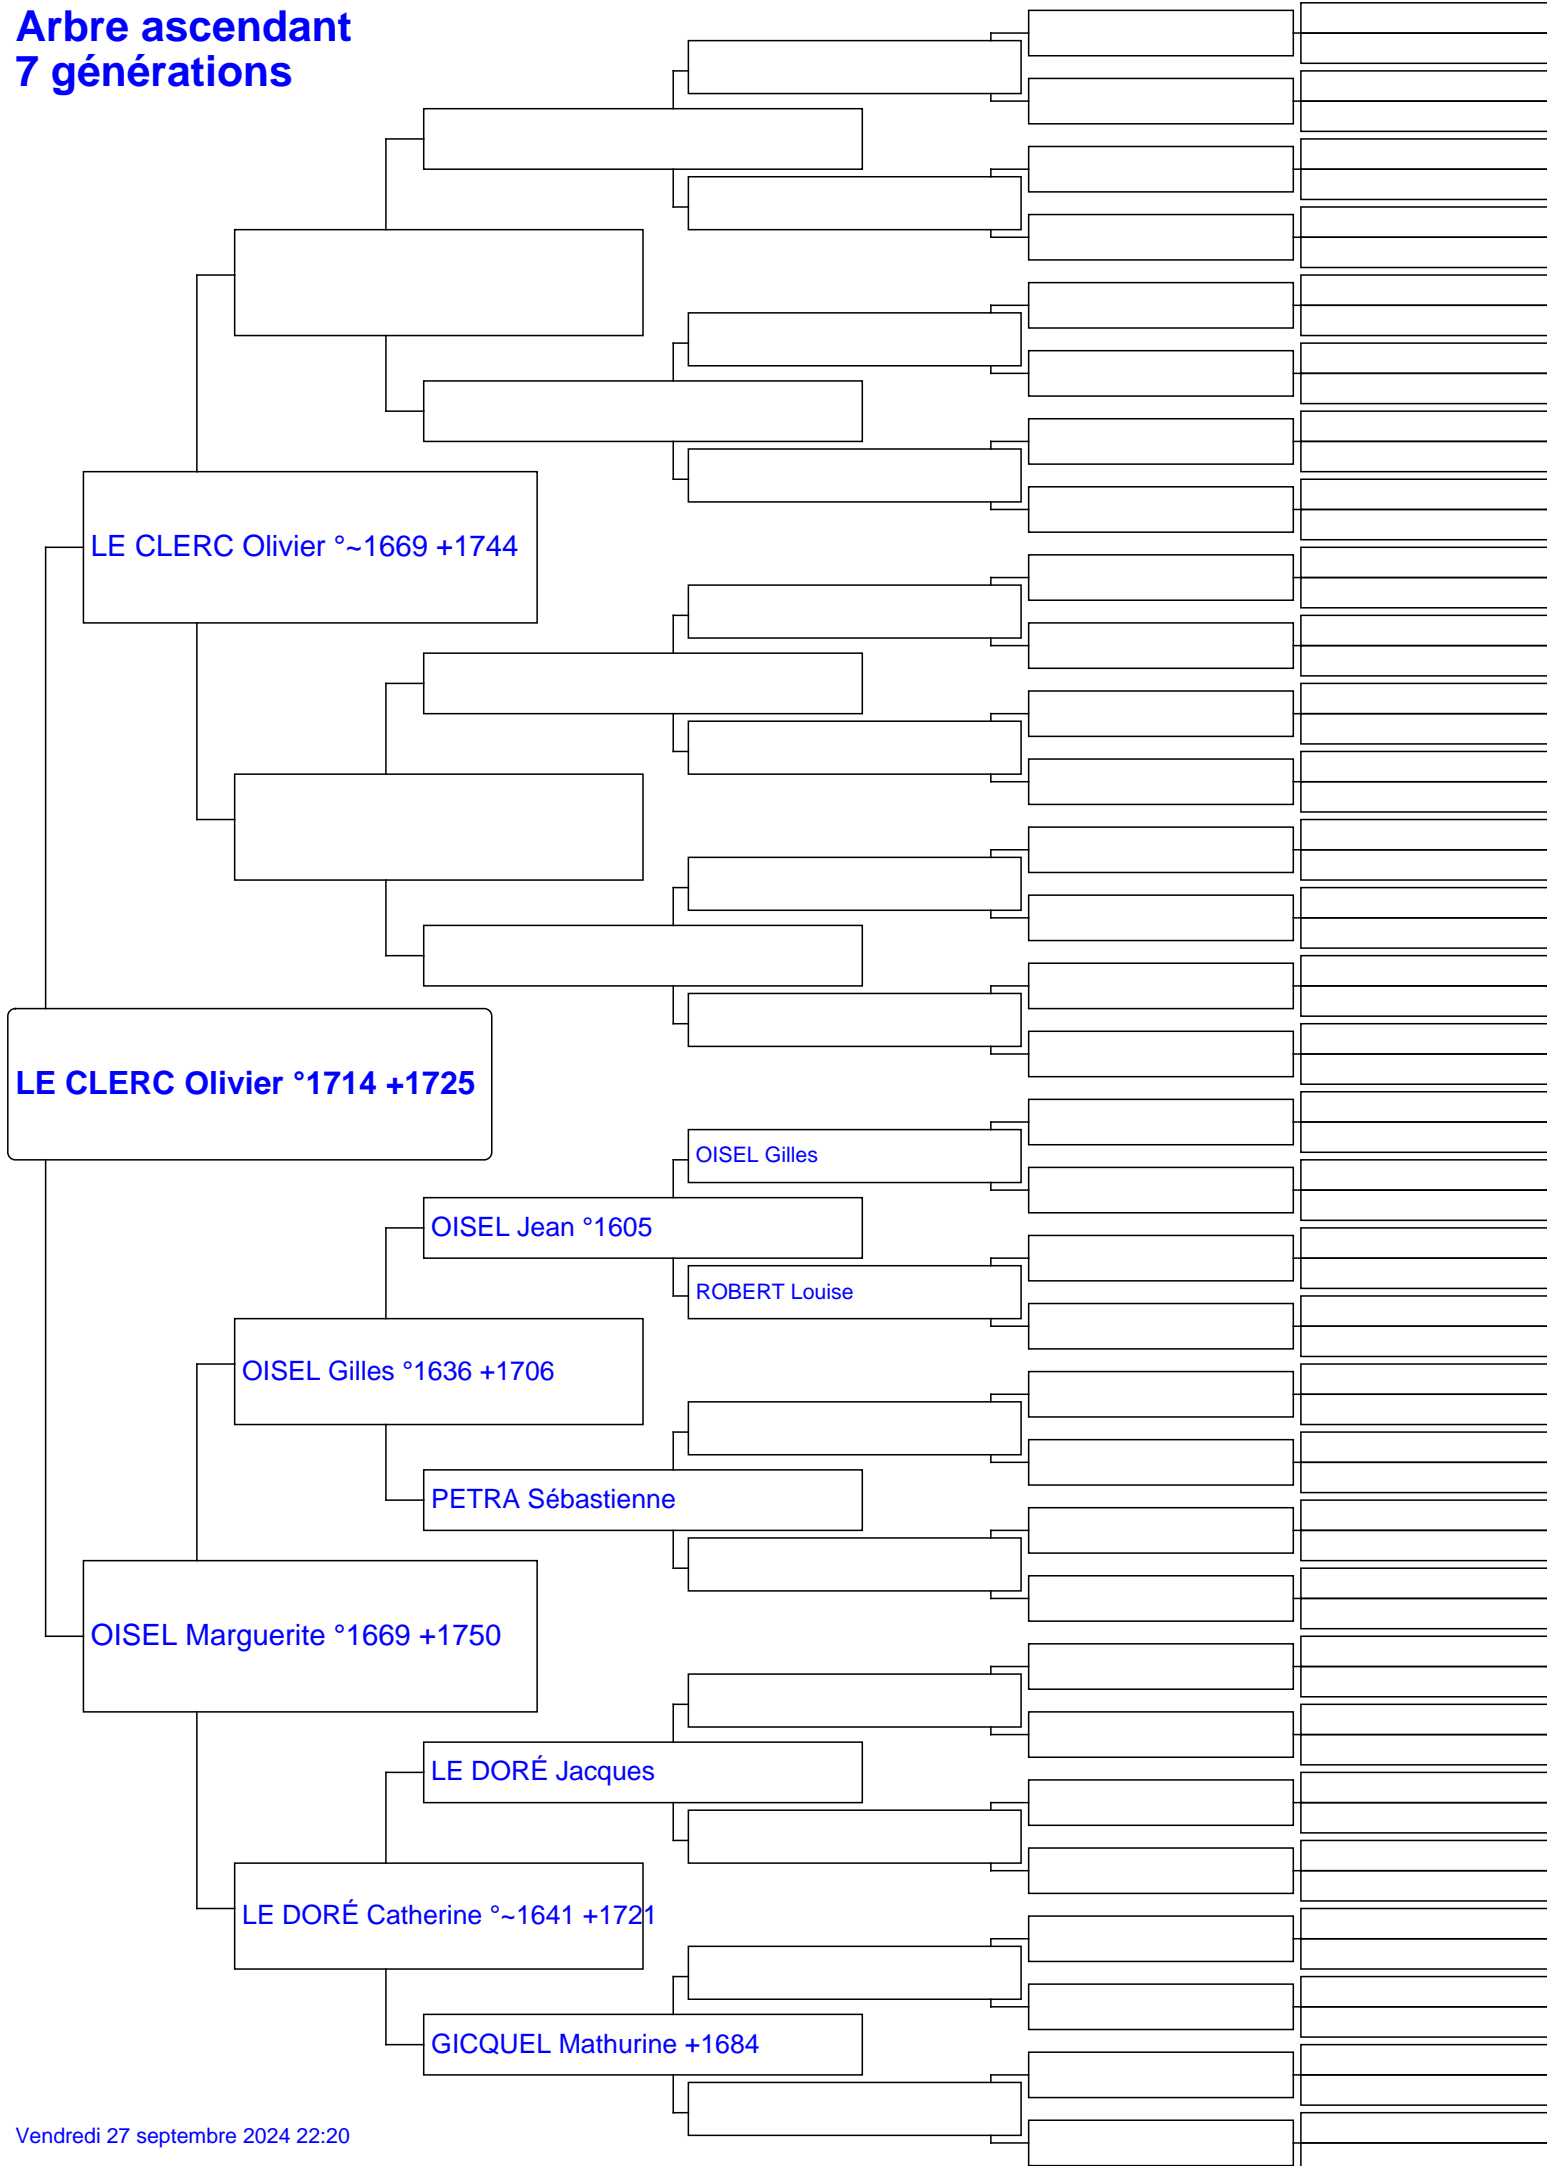 Arbre ascendant
7 générations
LE CLERC Olivier °~1669 +1744
LE CLERC Olivier °1714 +1725
OISEL Gilles
OISEL Jean °1605
ROBERT Louise
OISEL Gilles °1636 +1706
PETRA Sébastienne
OISEL Marguerite °1669 +1750
LE DORÉ Jacques
LE DORÉ Catherine °~1641 +1721
GICQUEL Mathurine +1684
Vendredi 27 septembre 2024 22:20